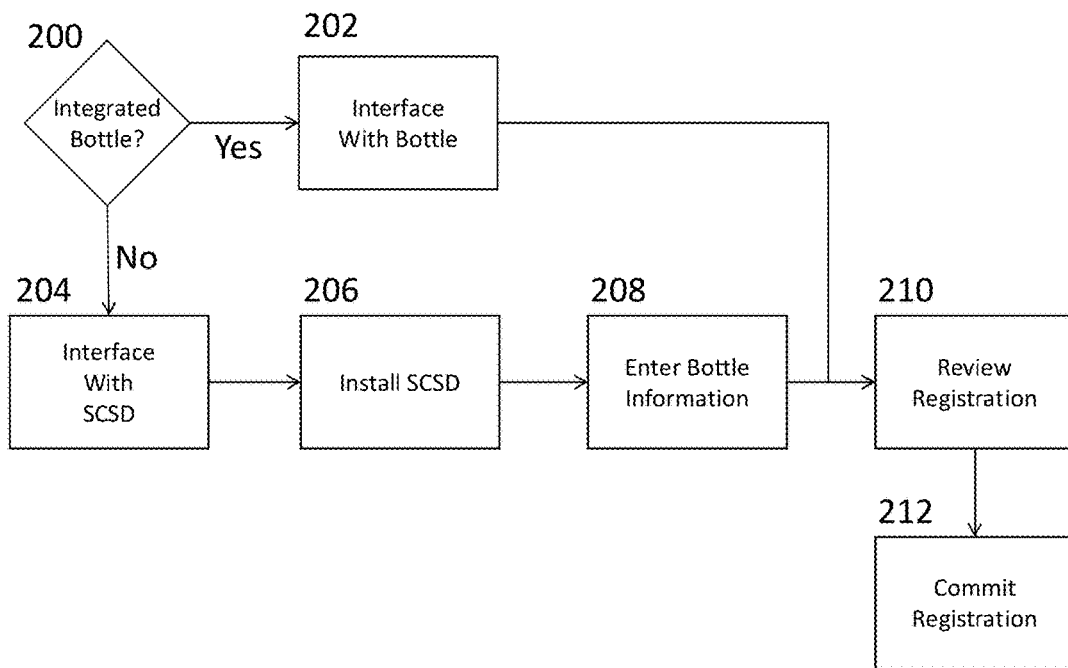 200
Integrated
Bottle?
Yes
No
202
Interface
With Bottle
204
Interface
With
SCSD
206
Install SCSD
208
Enter Bottle
Information
210
Review
Registration
212
Commit
Registration